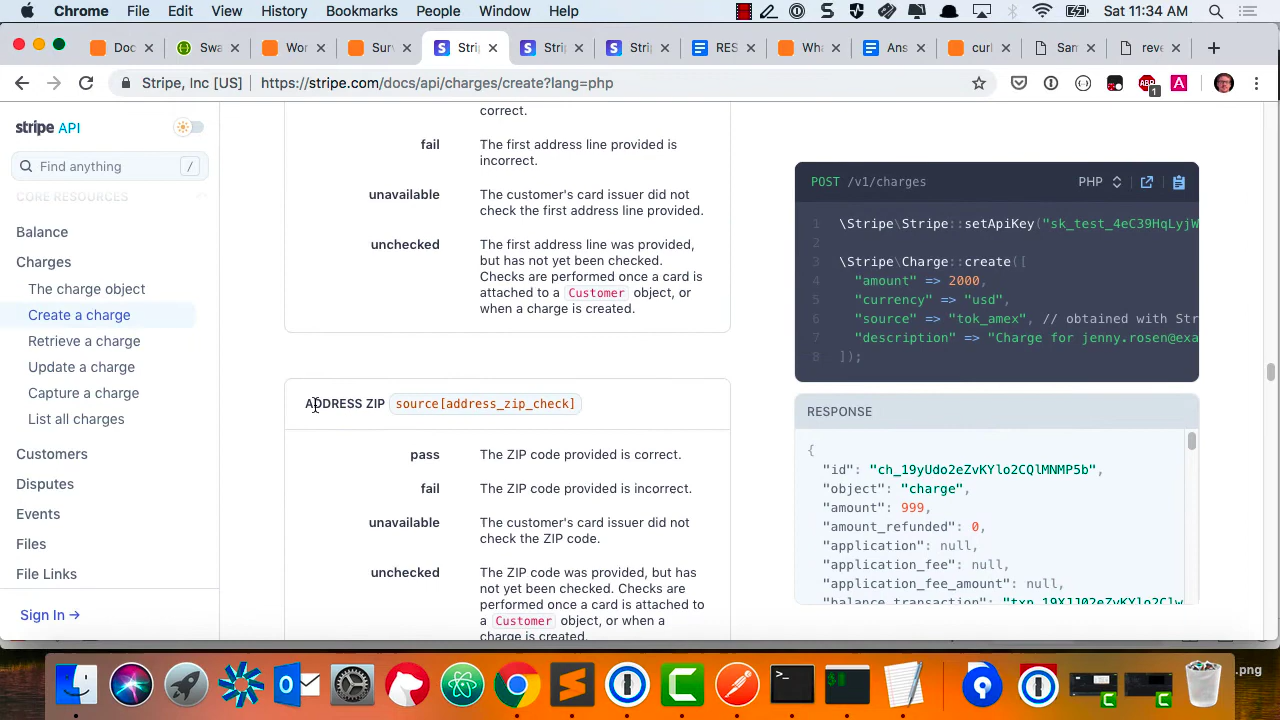 Chrome File Edit View History Bookmarks People Window Help Sat 11:34 AM
Doc Swa Wor Surv Stri Stri Stri RES Wha Ans curl San reve
Stripe, Inc [US] https://stripe.com/docs/api/charges/create?lang=php
ABP 1 A
stripe API
Find anything /
CORE RESOURCES
Balance
Charges
The charge object
Create a charge
Retrieve a charge
Update a charge
Capture a charge
List all charges
Customers
Disputes
Events
Files
File Links
Sign In →
correct.
fail The first address line provided is
incorrect.
unavailable The customer's card issuer did not
check the first address line provided.
unchecked The first address line was provided,
but has not yet been checked.
Checks are performed once a card is
attached to a Customer object, or
when a charge is created.
ADDRESS ZIP source[address_zip_check]
pass The ZIP code provided is correct.
fail The ZIP code provided is incorrect.
unavailable The customer's card issuer did not
check the ZIP code.
unchecked The ZIP code was provided, but has
not yet been checked. Checks are
performed once a card is attached to
a Customer object, or when a
charge is created.
POST /v1/charges PHP
1 \Stripe\Stripe::setApiKey("sk_test_4eC39HqLyjW
2
3 \Stripe\Charge::create([
4 "amount" => 2000,
5 "currency" => "usd",
6 "source" => "tok_amex", // obtained with Str
7 "description" => "Charge for jenny.rosen@exa
8 ]);
RESPONSE
{
"id": "ch_19yUdo2eZvKYlo2CQlMNMP5b",
"object": "charge",
"amount": 999,
"amount_refunded": 0,
"application": null,
"application_fee": null,
"application_fee_amount": null,
"balance_transaction": "txn_19XJJ02eZvKYlo2Clw
.png